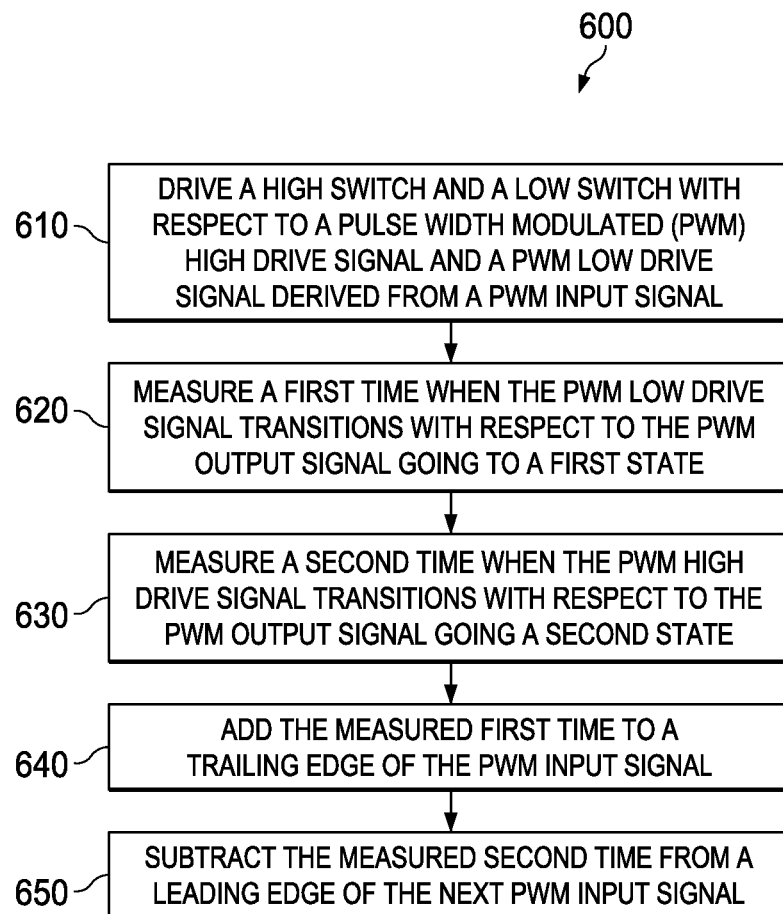 600
610
DRIVE A HIGH SWITCH AND A LOW SWITCH WITH
RESPECT TO A PULSE WIDTH MODULATED (PWM)
HIGH DRIVE SIGNAL AND A PWM LOW DRIVE
SIGNAL DERIVED FROM A PWM INPUT SIGNAL
620
MEASURE A FIRST TIME WHEN THE PWM LOW DRIVE
SIGNAL TRANSITIONS WITH RESPECT TO THE PWM
OUTPUT SIGNAL GOING TO A FIRST STATE
630
MEASURE A SECOND TIME WHEN THE PWM HIGH
DRIVE SIGNAL TRANSITIONS WITH RESPECT TO THE
PWM OUTPUT SIGNAL GOING A SECOND STATE
640
ADD THE MEASURED FIRST TIME TO A
TRAILING EDGE OF THE PWM INPUT SIGNAL
650
SUBTRACT THE MEASURED SECOND TIME FROM A
LEADING EDGE OF THE NEXT PWM INPUT SIGNAL